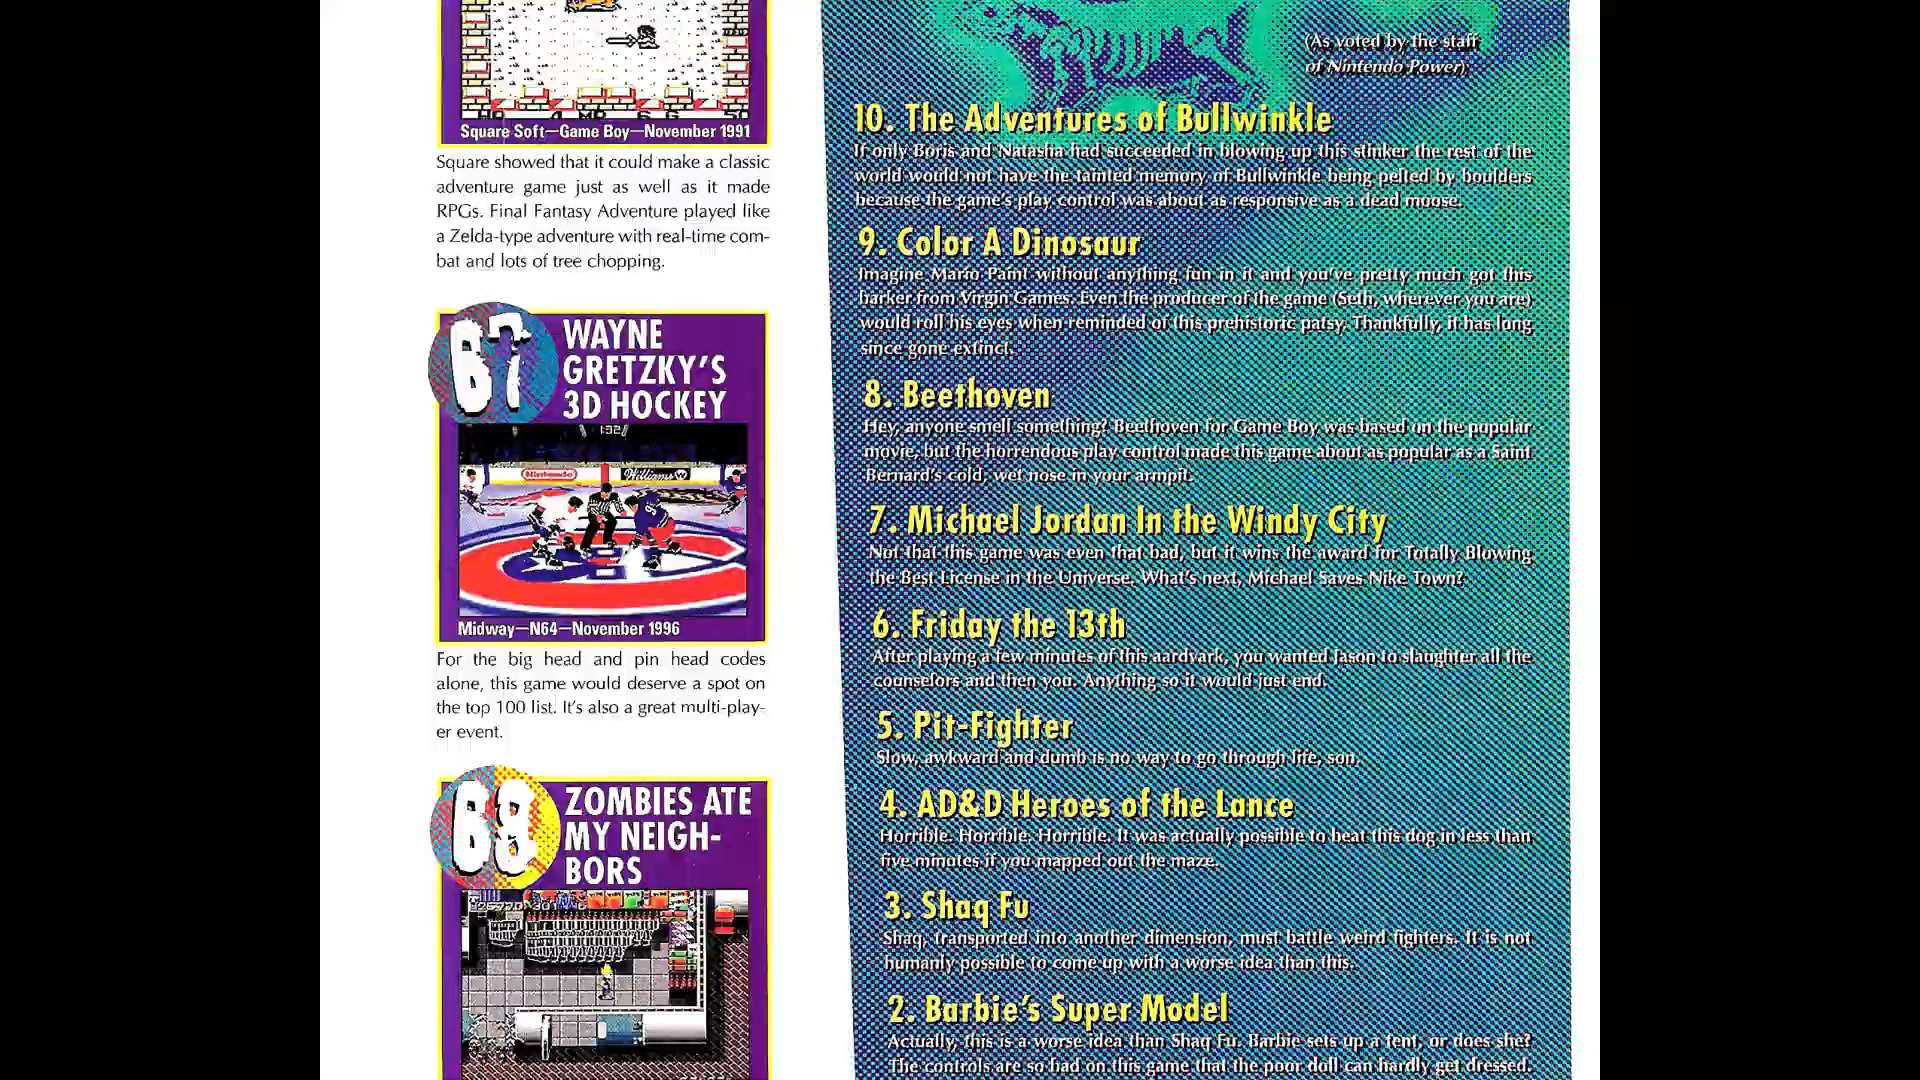 HP 4 MP 6 G 50
Square Soft—Game Boy—November 1991
Square showed that it could make a classic
adventure game just as well as it made
RPGs. Final Fantasy Adventure played like
a Zelda-type adventure with real-time com-
bat and lots of tree chopping.
67
WAYNE
GRETZKY'S
3D HOCKEY
1:52
Nintendo
Williams
Midway—N64—November 1996
For the big head and pin head codes
alone, this game would deserve a spot on
the top 100 list. It's also a great multi-play-
er event.
68
ZOMBIES ATE
MY NEIGH-
BORS
(As voted by the staff
of Nintendo Power)
10. The Adventures of Bullwinkle
If only Boris and Natasha had succeeded in blowing up this stinker the rest of the
world would not have the tainted memory of Bullwinkle being pelted by boulders
because the game's play control was about as responsive as a dead moose.
9. Color A Dinosaur
Imagine Mario Paint without anything fun in it and you've pretty much got this
barker from Virgin Games. Even the producer of the game (Seth, wherever you are)
would roll his eyes when reminded of this prehistoric patsy. Thankfully, it has long
since gone extinct.
8. Beethoven
Hey, anyone smell something? Beethoven for Game Boy was based on the popular
movie, but the horrendous play control made this game about as popular as a Saint
Bernard's cold, wet nose in your armpit.
7. Michael Jordan In the Windy City
Not that this game was even that bad, but it wins the award for Totally Blowing
the Best License in the Universe. What's next, Michael Saves Nike Town?
6. Friday the 13th
After playing a few minutes of this aardvark, you wanted Jason to slaughter all the
counselors and then you. Anything so it would just end.
5. Pit-Fighter
Slow, awkward and dumb is no way to go through life, son.
4. AD&D Heroes of the Lance
Horrible. Horrible. Horrible. It was actually possible to beat this dog in less than
five minutes if you mapped out the maze.
3. Shaq Fu
Shaq, transported into another dimension, must battle weird fighters. It is not
humanly possible to come up with a worse idea than this.
2. Barbie's Super Model
Actually, this is a worse idea than Shaq Fu. Barbie sets up a tent, or does she?
The controls are so bad on this game that the poor doll can hardly get dressed.